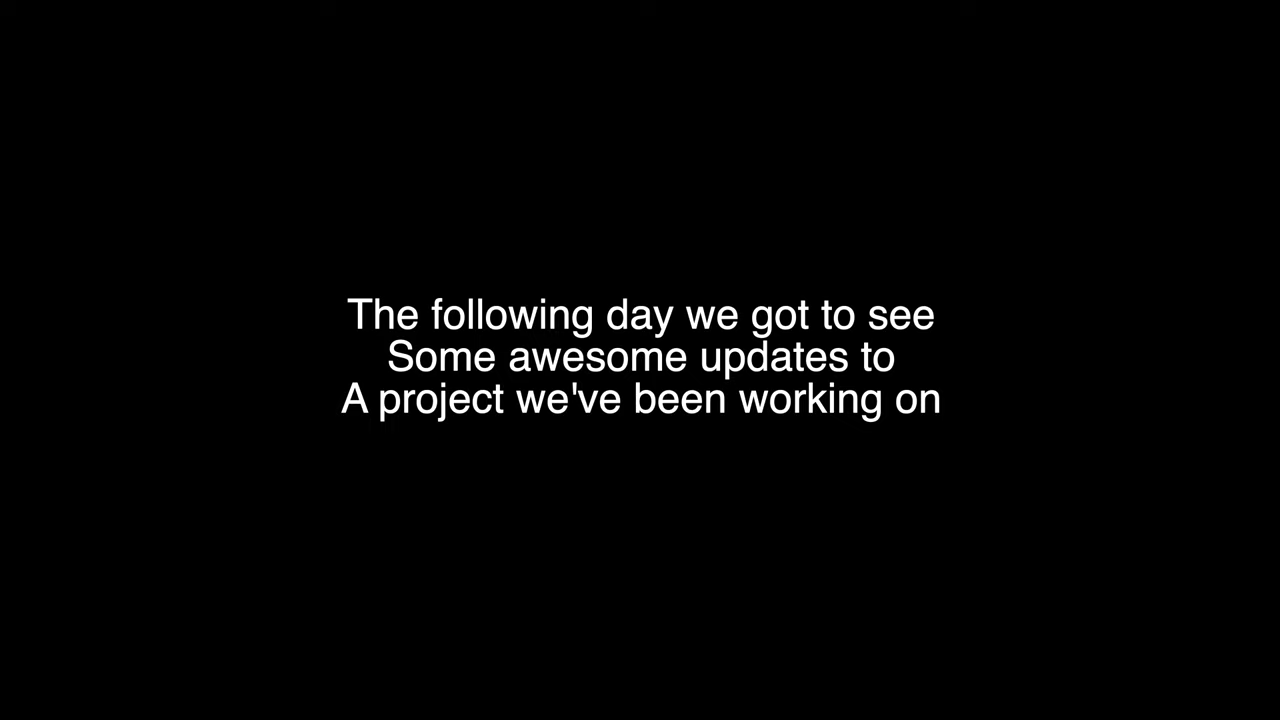 The following day we got to see
Some awesome updates to
A project we've been working on